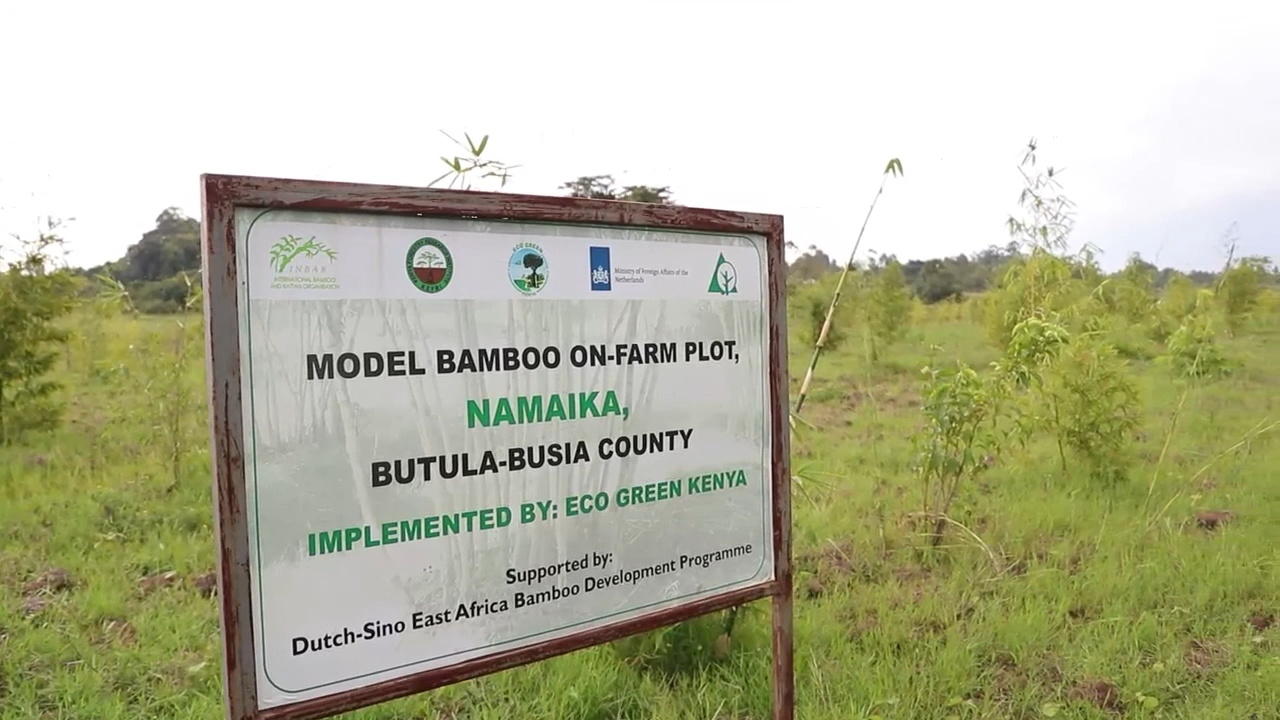 INBAR
INTERNATIONAL BAMBOO
AND RATTAN ORGANISATION
ECO GREEN
Ministry of Foreign Affairs of the
Netherlands
MODEL BAMBOO ON-FARM PLOT,
NAMAIKA,
BUTULA-BUSIA COUNTY
IMPLEMENTED BY: ECO GREEN KENYA
Supported by:
Dutch-Sino East Africa Bamboo Development Programme